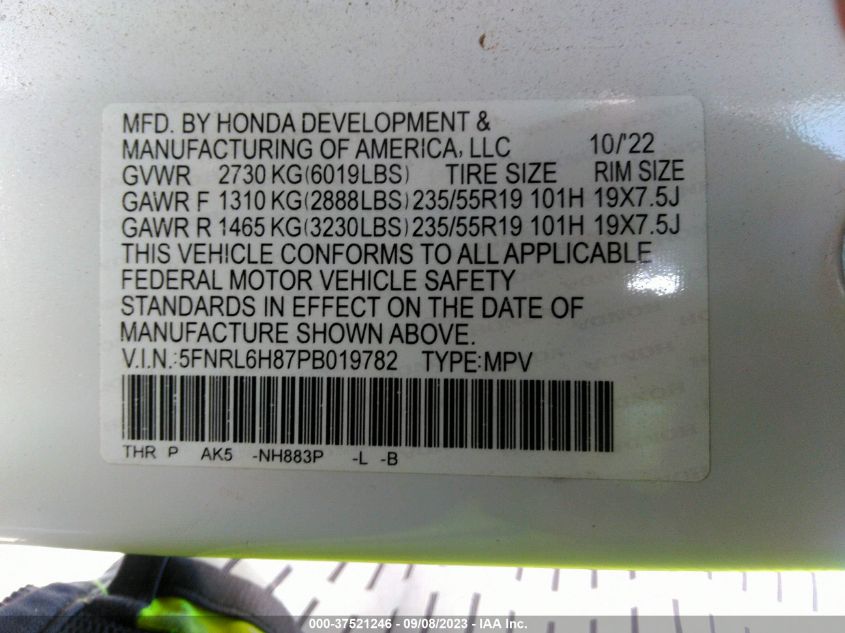 MFD. BY HONDA DEVELOPMENT &
MANUFACTURING OF AMERICA, LLC 10/'22
GVWR 2730 KG(6019LBS) TIRE SIZE RIM SIZE
GAWR F 1310 KG(2888LBS) 235/55R19 101H 19X7.5J
GAWR R 1465 KG(3230LBS) 235/55R19 101H 19X7.5J
THIS VEHICLE CONFORMS TO ALL APPLICABLE
FEDERAL MOTOR VEHICLE SAFETY
STANDARDS IN EFFECT ON THE DATE OF
MANUFACTURE SHOWN ABOVE.
V.I.N.:5FNRL6H87PB019782 TYPE:MPV
THR P AK5 -NH883P -L -B
000-37521246 - 09/08/2023 - IAA Inc.